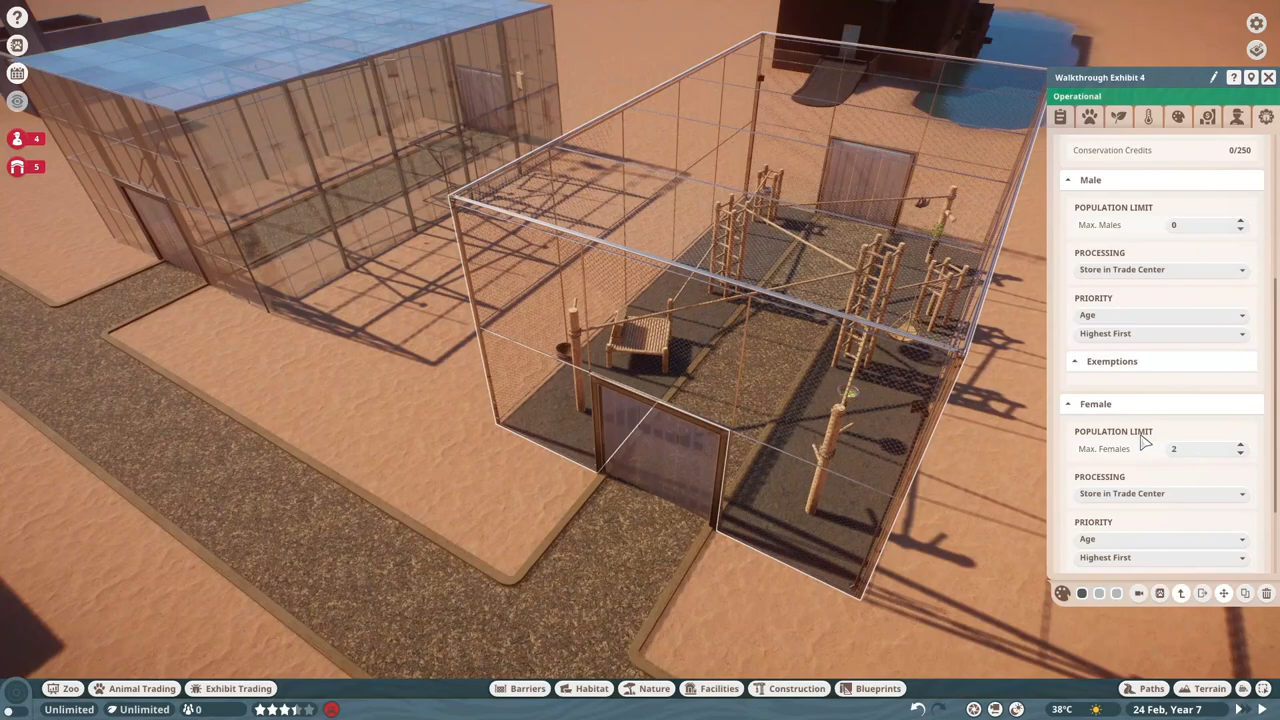 4
5
Walkthrough Exhibit 4
?
Operational
Conservation Credits 0/250
Male
POPULATION LIMIT
Max. Males 0
PROCESSING
Store in Trade Center
PRIORITY
Age
Highest First
Exemptions
Female
POPULATION LIMIT
Max. Females 2
PROCESSING
Store in Trade Center
PRIORITY
Age
Highest First
?
Zoo Animal Trading Exhibit Trading Barriers Habitat Nature Facilities Construction Blueprints Paths Terrain
Unlimited Unlimited 0 38°C 24 Feb, Year 7